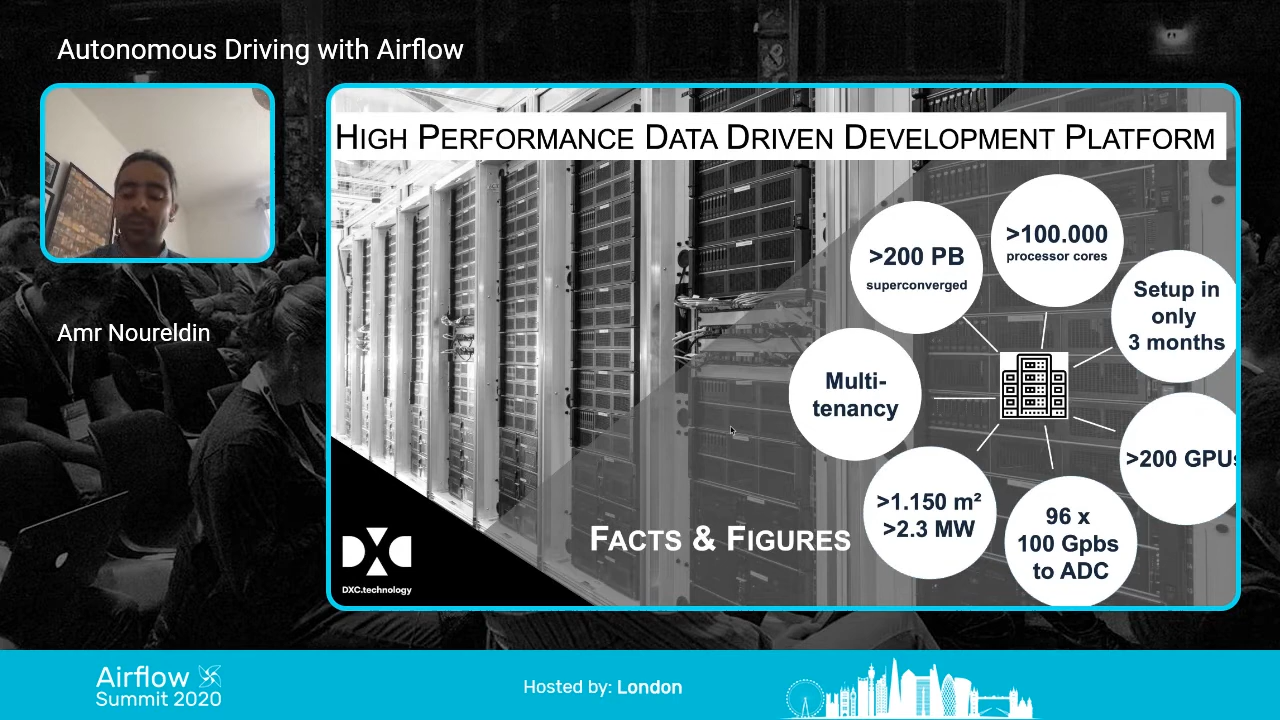 Autonomous Driving with Airflow
Amr Noureldin
HIGH PERFORMANCE DATA DRIVEN DEVELOPMENT PLATFORM
>200 PB
superconverged
>100.000
processor cores
Setup in
only
3 months
Multi-
tenancy
>200 GPUs
>1.150 m²
>2.3 MW
96 x
100 Gpbs
to ADC
FACTS & FIGURES
DXC.technology
Airflow
Summit 2020
Hosted by: London